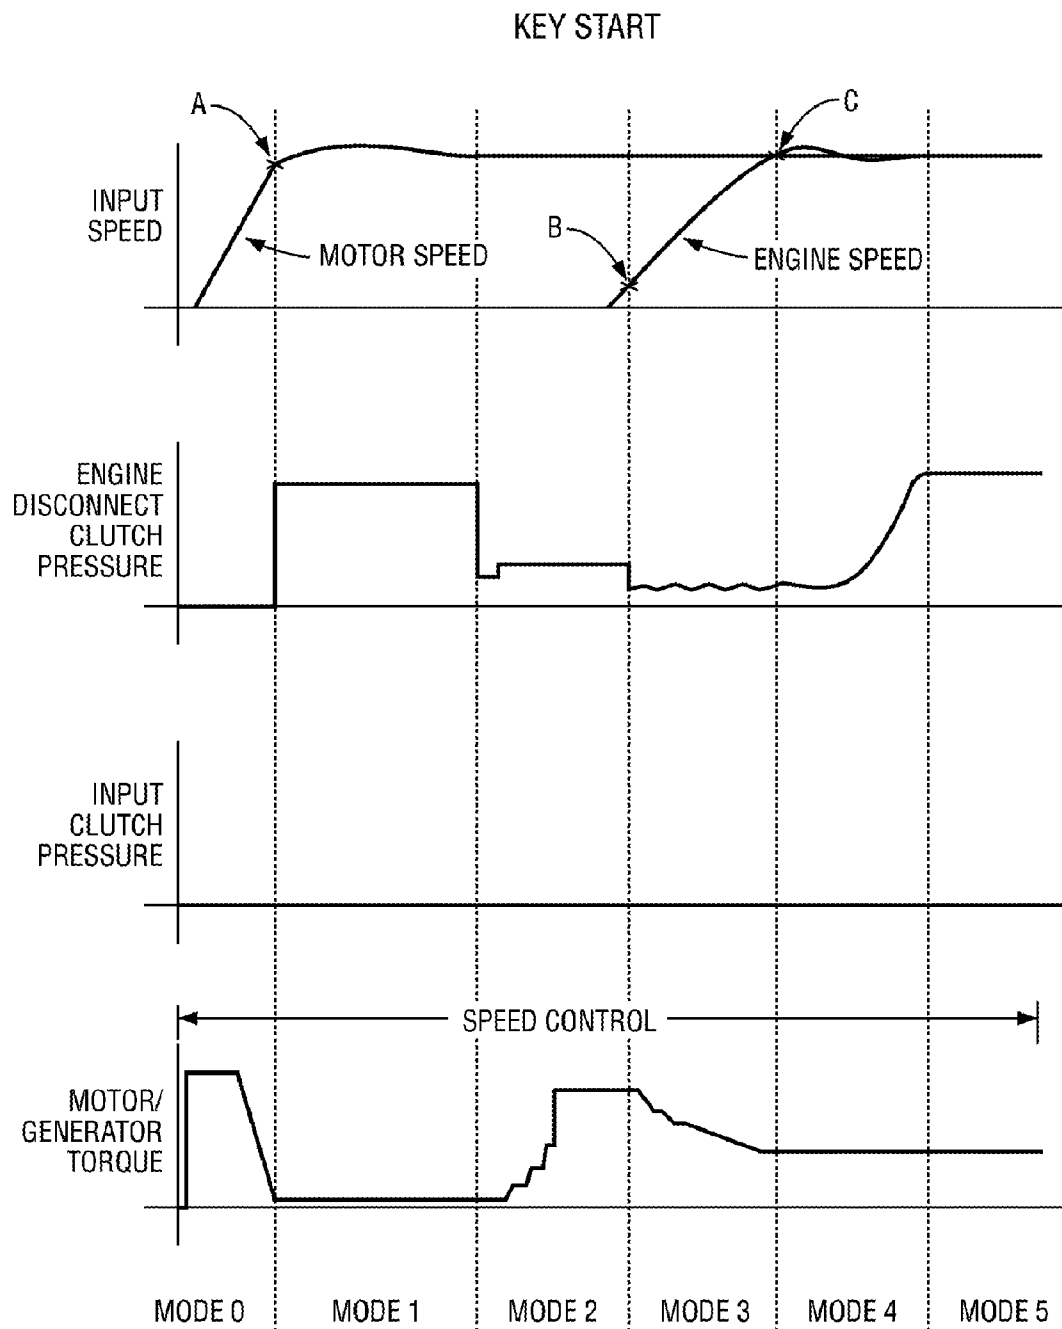 KEY START
A
C
INPUT
SPEED
B
MOTOR SPEED
ENGINE SPEED
ENGINE
DISCONNECT
CLUTCH
PRESSURE
INPUT
CLUTCH
PRESSURE
SPEED CONTROL
MOTOR/
GENERATOR
TORQUE
MODE 0 MODE 1 MODE 2 MODE 3 MODE 4 MODE 5